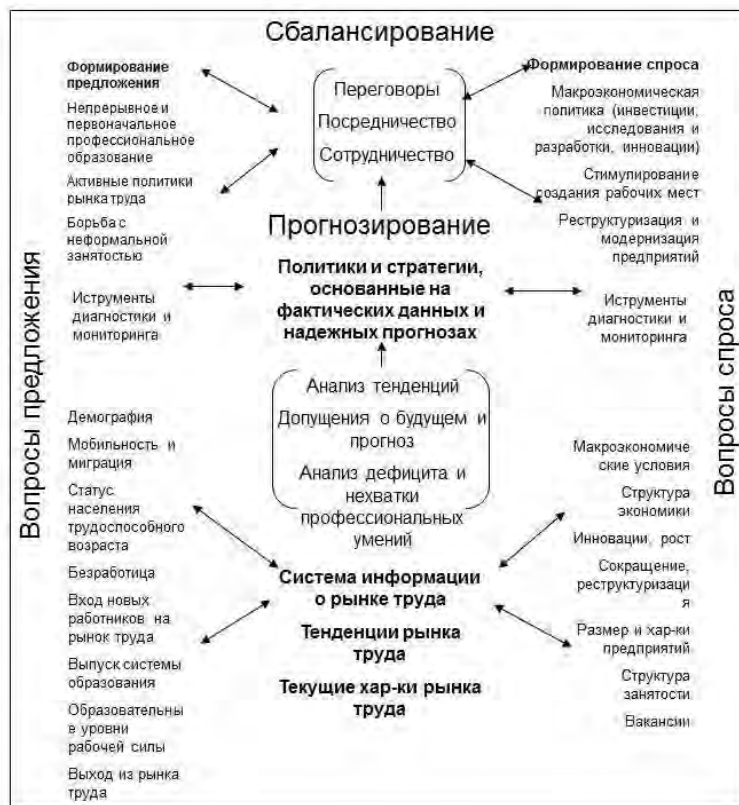 Сбалансирование
Формирование
предложения
Непрерывное и
первоначальное
профессиональное
образование
Активные политики
рынка труда
Борьба с
неформальной
занятостью
Иструменты
диагностики и
мониторинга
Переговоры
Посредничество
Сотрудничество
Формирование спроса
Макроэкономическая
политика (инвестиции,
исследования и
разработки, инновации)
Стимулирование
создания рабочих мест
Реструктуризация и
модернизация
предприятий
Иструменты
диагностики и
мониторинга
Прогнозирование
Политики и стратегии,
основанные на
фактических данных и
надежных прогнозах
Вопросы предложения
Вопросы спроса
Анализ тенденций
Допущения о будущем и
прогноз
Анализ дефицита и
нехватки
профессиональных
умений
Демография
Мобильность и
миграция
Статус
населения
трудоспособного
возраста
Безработица
Вход новых
работников на
рынок труда
Выпуск системы
образования
Образовательны
е уровни
рабочей силы
Выход из рынка
труда
Система информации
о рынке труда
Тенденции рынка
труда
Текущие хар-ки рынка
труда
Макроэкономиче
ские условия
Структура
экономики
Инновации, рост
Сокращение,
реструктуризаци
я
Размер и хар-ки
предприятий
Структура
занятости
Вакансии